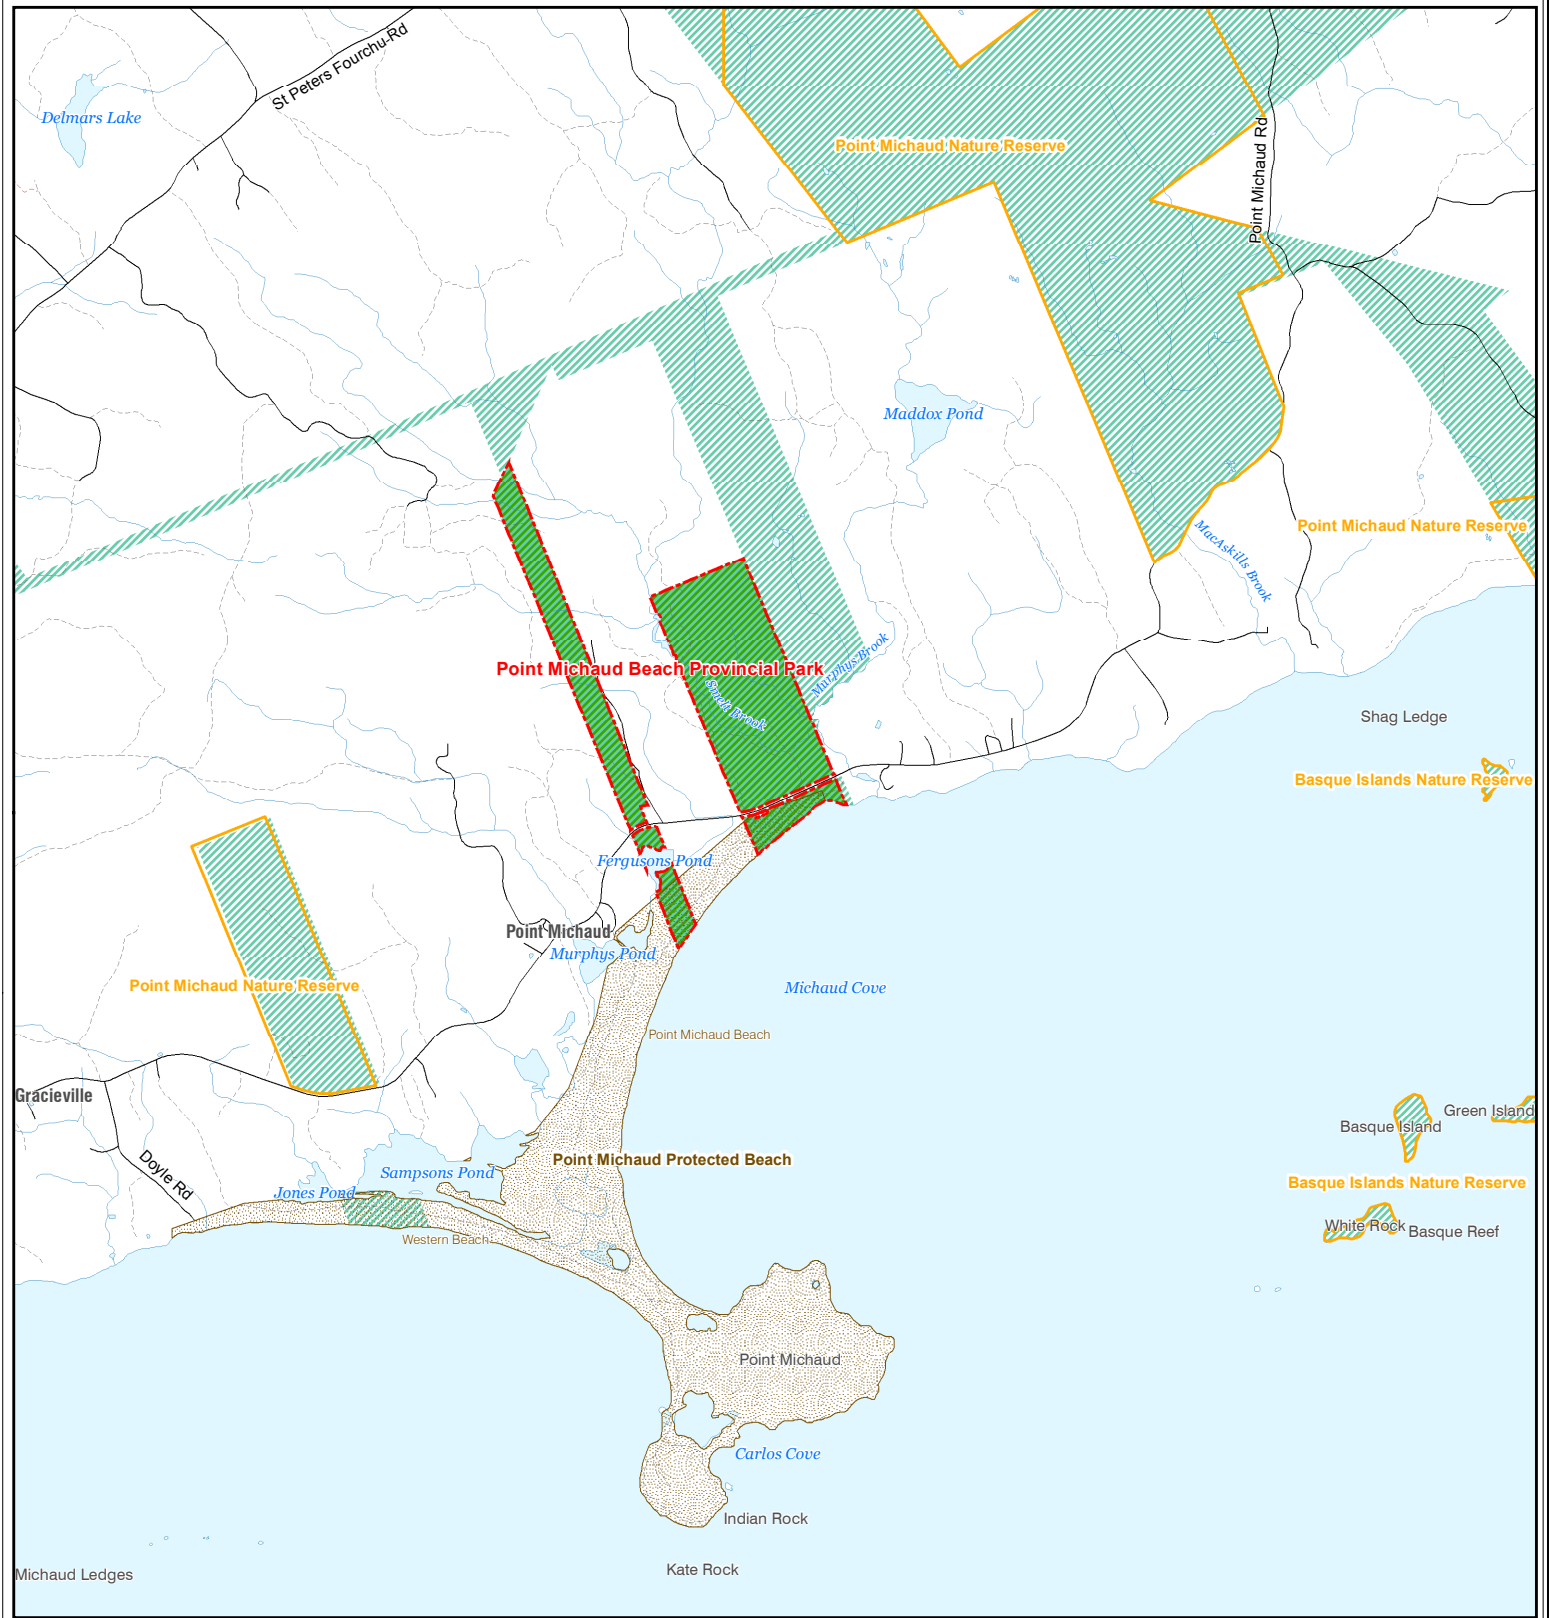 St Peters Fourchu-Rd
Delmars Lake
Point Michaud Nature Reserve
Point Michaud Rd
Maddox Pond
Point Michaud Nature Reserve
MacAskills Brook
Point Michaud Beach Provincial Park
Murphys Brook
Smelt Brook
Shag Ledge
Basque Islands Nature Reserve
Fergusons Pond
Point Michaud
Murphys Pond
Point Michaud Nature Reserve
Michaud Cove
Point Michaud Beach
Gracieville
Green Island
Basque Island
Point Michaud Protected Beach
Doyle Rd
Sampsons Pond
Jones Pond
Basque Islands Nature Reserve
White Rock
Basque Reef
Western Beach
Point Michaud
Carlos Cove
Indian Rock
Kate Rock
Michaud Ledges